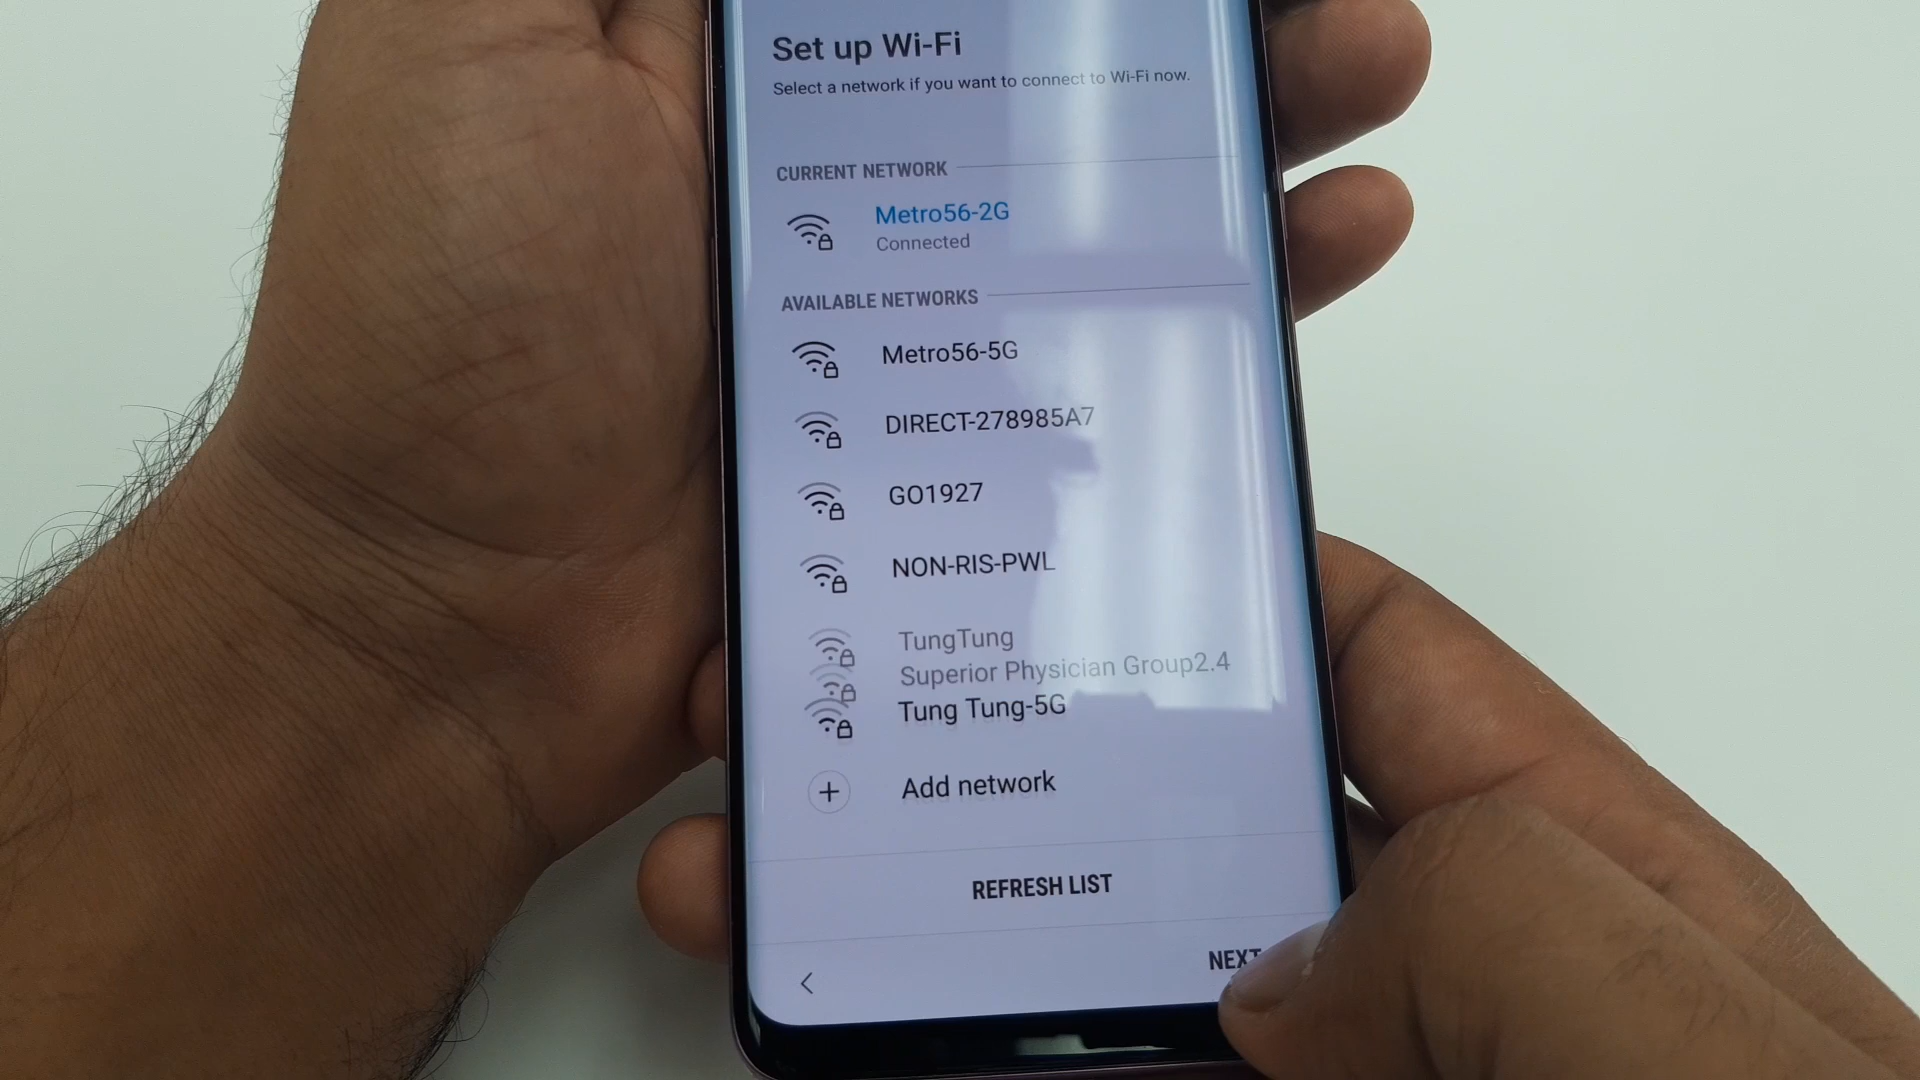 Set up Wi-Fi
Select a network if you want to connect to Wi-Fi now.
CURRENT NETWORK
Metro56-2G
Connected
AVAILABLE NETWORKS
Metro56-5G
DIRECT-278985A7
GO1927
NON-RIS-PWL
TungTung
Superior Physician Group2.4
Tung Tung-5G
Add network
REFRESH LIST
NEXT